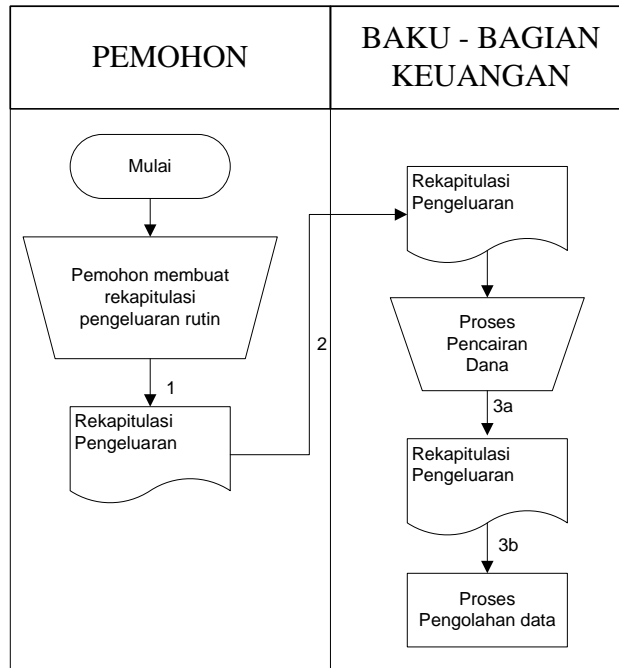 PEMOHON
BAKU - BAGIAN
KEUANGAN
Mulai
Pemohon membuat
rekapitulasi
pengeluaran rutin
1
Rekapitulasi
Pengeluaran
2
Rekapitulasi
Pengeluaran
Proses
Pencairan
Dana
3a
Rekapitulasi
Pengeluaran
3b
Proses
Pengolahan data